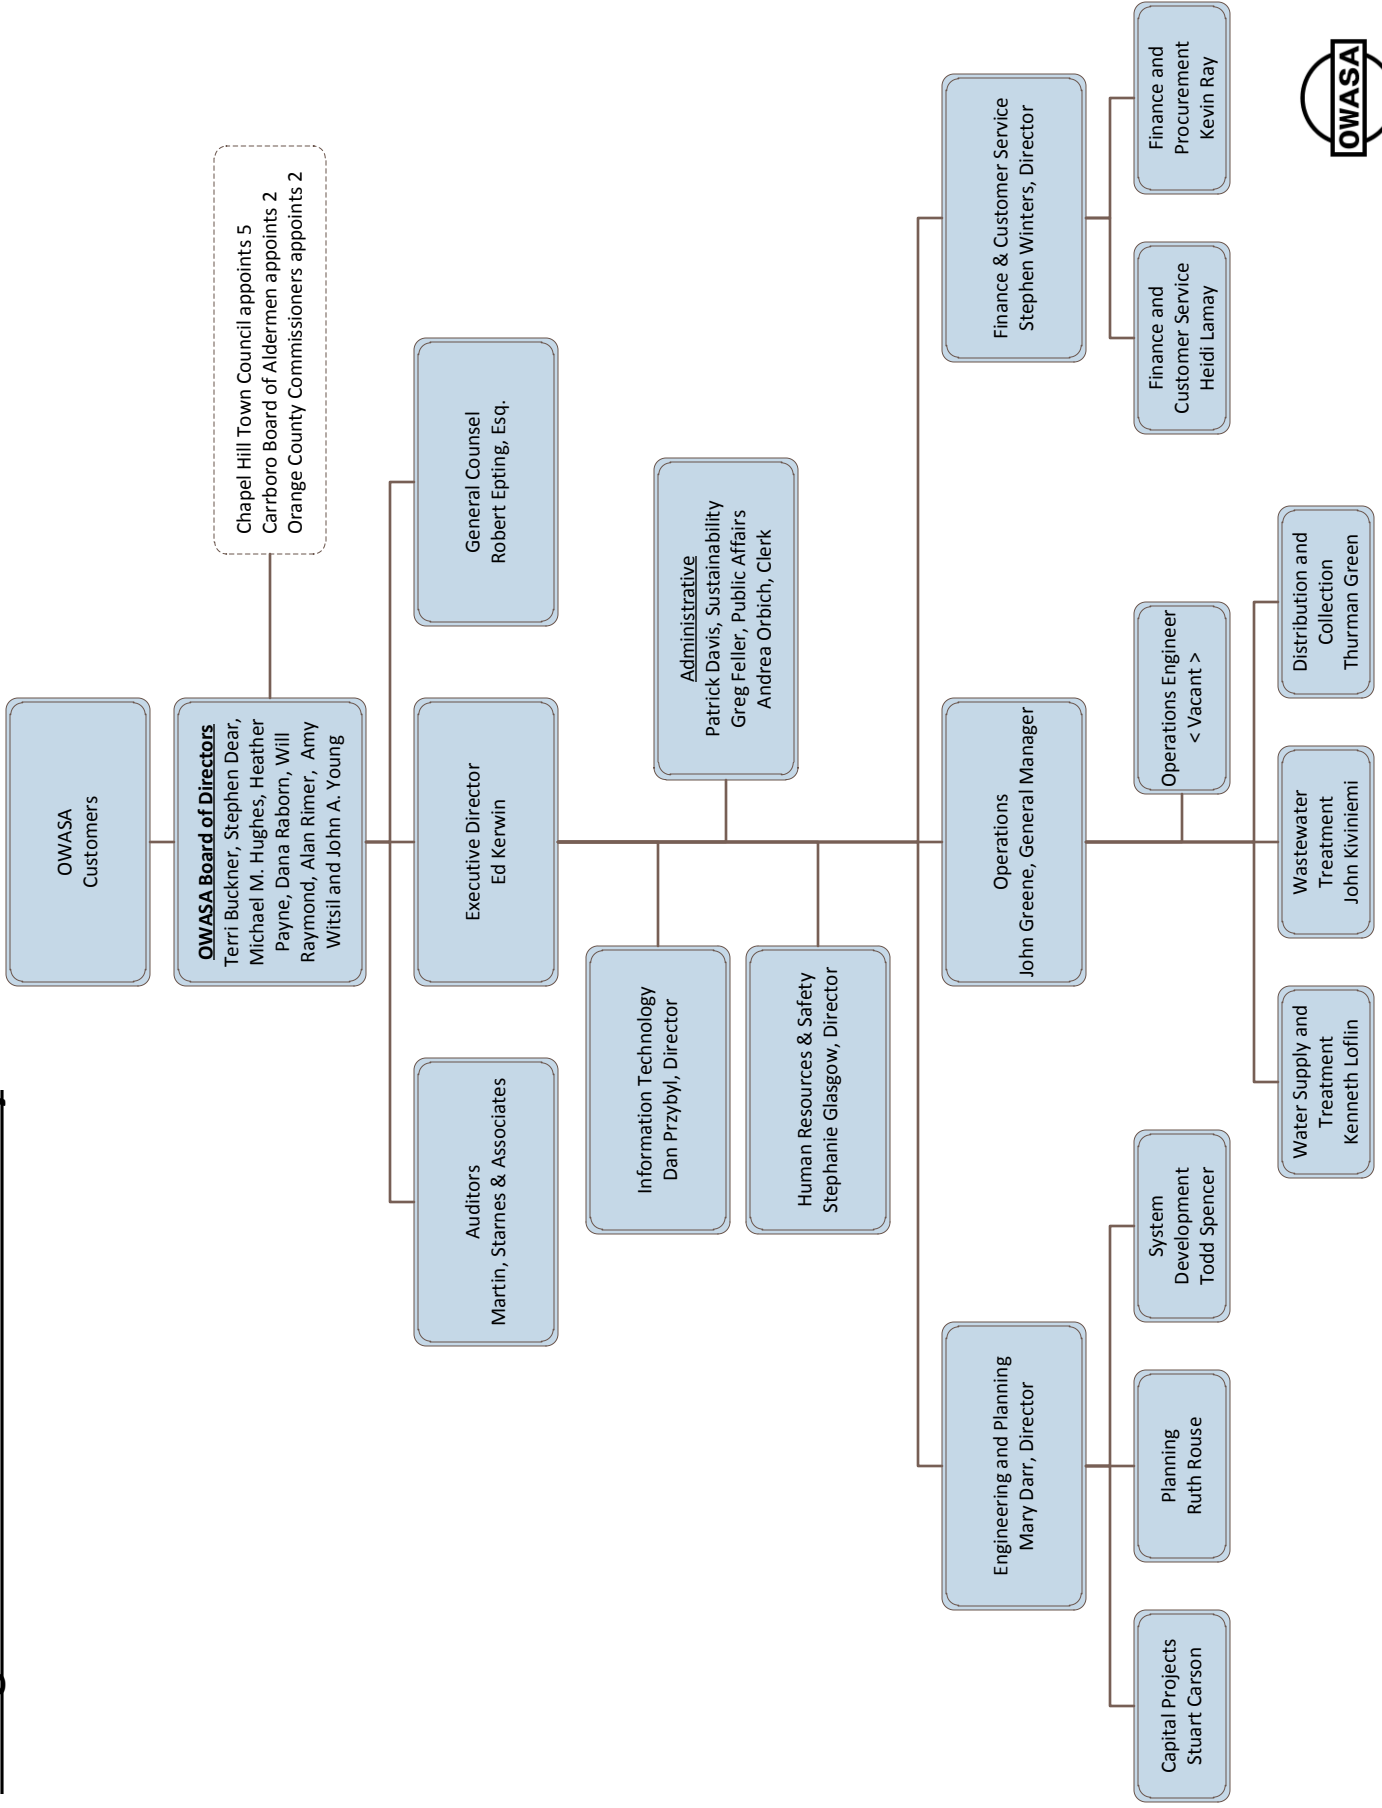 OWASA
Customers
OWASA Board of Directors
Terri Buckner, Stephen Dear,
Michael M. Hughes, Heather
Payne, Dana Raborn, Will
Raymond, Alan Rimer, Amy
Witsil and John A. Young
Chapel Hill Town Council appoints 5
Carrboro Board of Aldermen appoints 2
Orange County Commissioners appoints 2
Auditors
Martin, Starnes & Associates
Executive Director
Ed Kerwin
General Counsel
Robert Epting, Esq.
Information Technology
Dan Przybyl, Director
Administrative
Patrick Davis, Sustainability
Greg Feller, Public Affairs
Andrea Orbich, Clerk
Human Resources & Safety
Stephanie Glasgow, Director
Engineering and Planning
Mary Darr, Director
Operations
John Greene, General Manager
Finance & Customer Service
Stephen Winters, Director
Capital Projects
Stuart Carson
Planning
Ruth Rouse
System
Development
Todd Spencer
Operations Engineer
< Vacant >
Finance and
Customer Service
Heidi Lamay
Finance and
Procurement
Kevin Ray
Water Supply and
Treatment
Kenneth Loflin
Wastewater
Treatment
John Kiviniemi
Distribution and
Collection
Thurman Green
OWASA